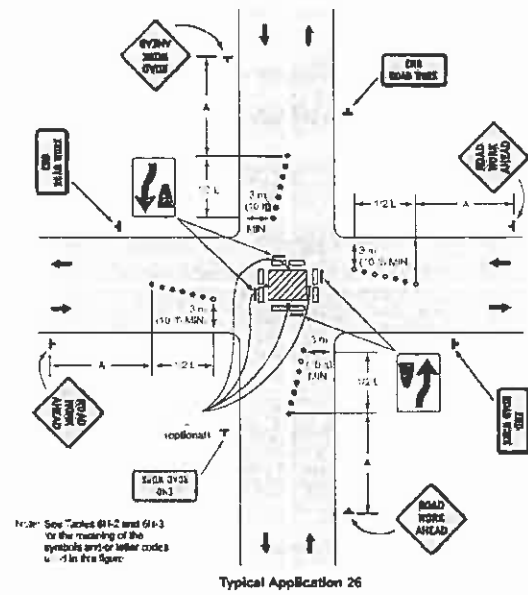 ROAD
WORK
AHEAD
END
ROAD WORK
A
END
ROAD WORK
ROAD
WORK
AHEAD
1/2 L
3 m
(10 ft)
MIN
1/2 L
A
3 m
(10 ft) MIN
3 m
(10 ft) MIN
A
1/2 L
3 m
(10 ft)
MIN
1/2 L
ROAD
WORK
AHEAD
(optional)
A
END
ROAD WORK
END
ROAD WORK
ROAD
WORK
AHEAD
Note: See Tables 6H-2 and 6H-3
for the meaning of the
symbols and/or letter codes
used in this figure
Typical Application 26